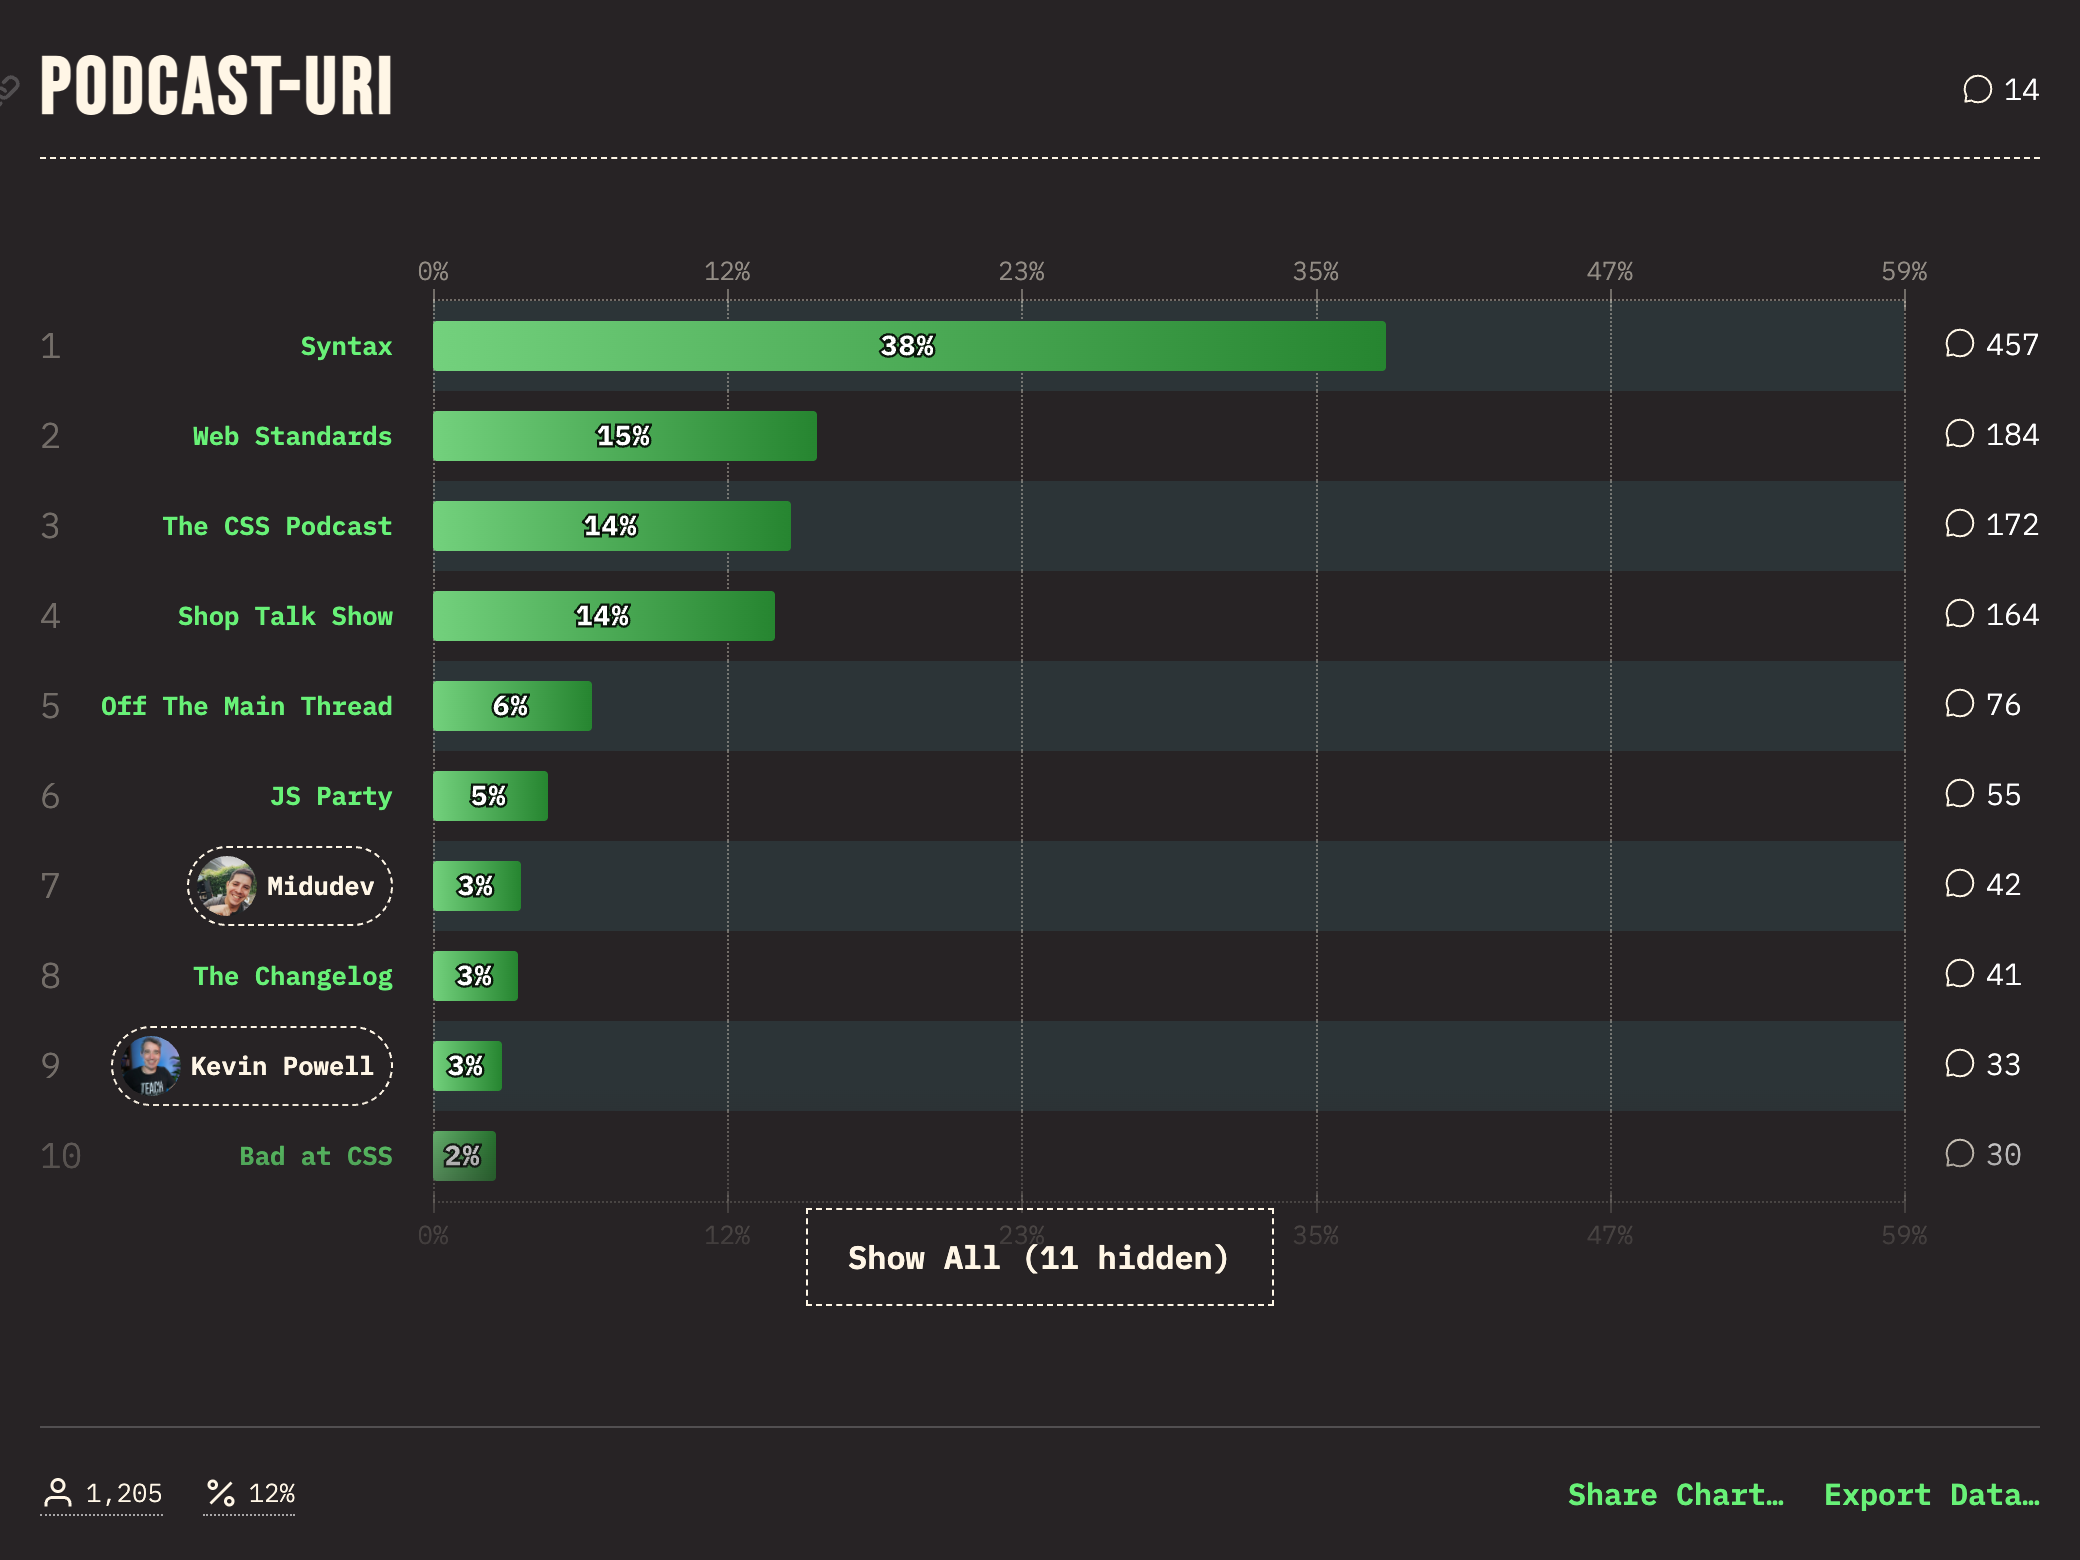 PODCAST-URI
14
0% 12% 23% 35% 47% 59%
1 Syntax 38% 457
2 Web Standards 15% 184
3 The CSS Podcast 14% 172
4 Shop Talk Show 14% 164
5 Off The Main Thread 6% 76
6 JS Party 5% 55
7 Midudev 3% 42
8 The Changelog 3% 41
TEACH
9 Kevin Powell 3% 33
10 Bad at CSS 2% 30
0% 12% 23% 35% 47% 59%
Show All (11 hidden)
1,205 12% Share Chart… Export Data…